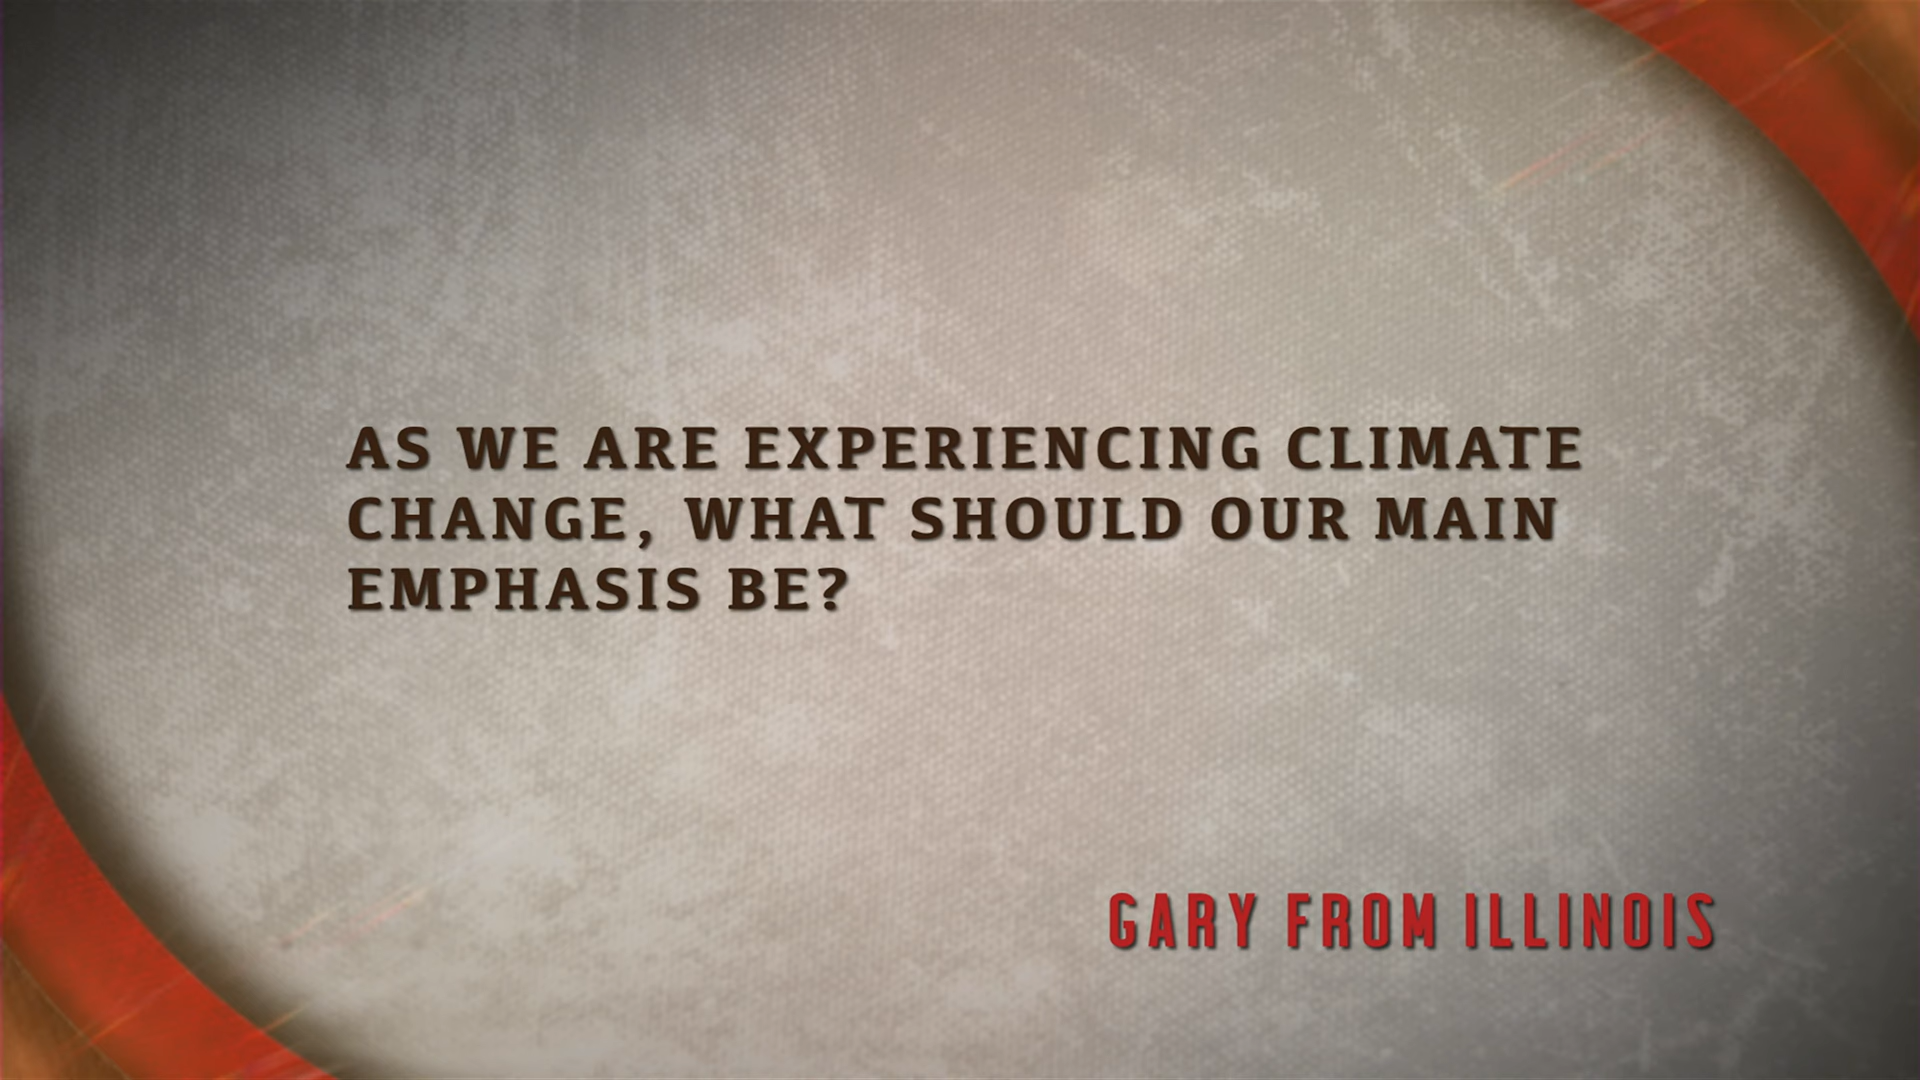 AS WE ARE EXPERIENCING CLIMATE
CHANGE, WHAT SHOULD OUR MAIN
EMPHASIS BE?
GARY FROM ILLINOIS